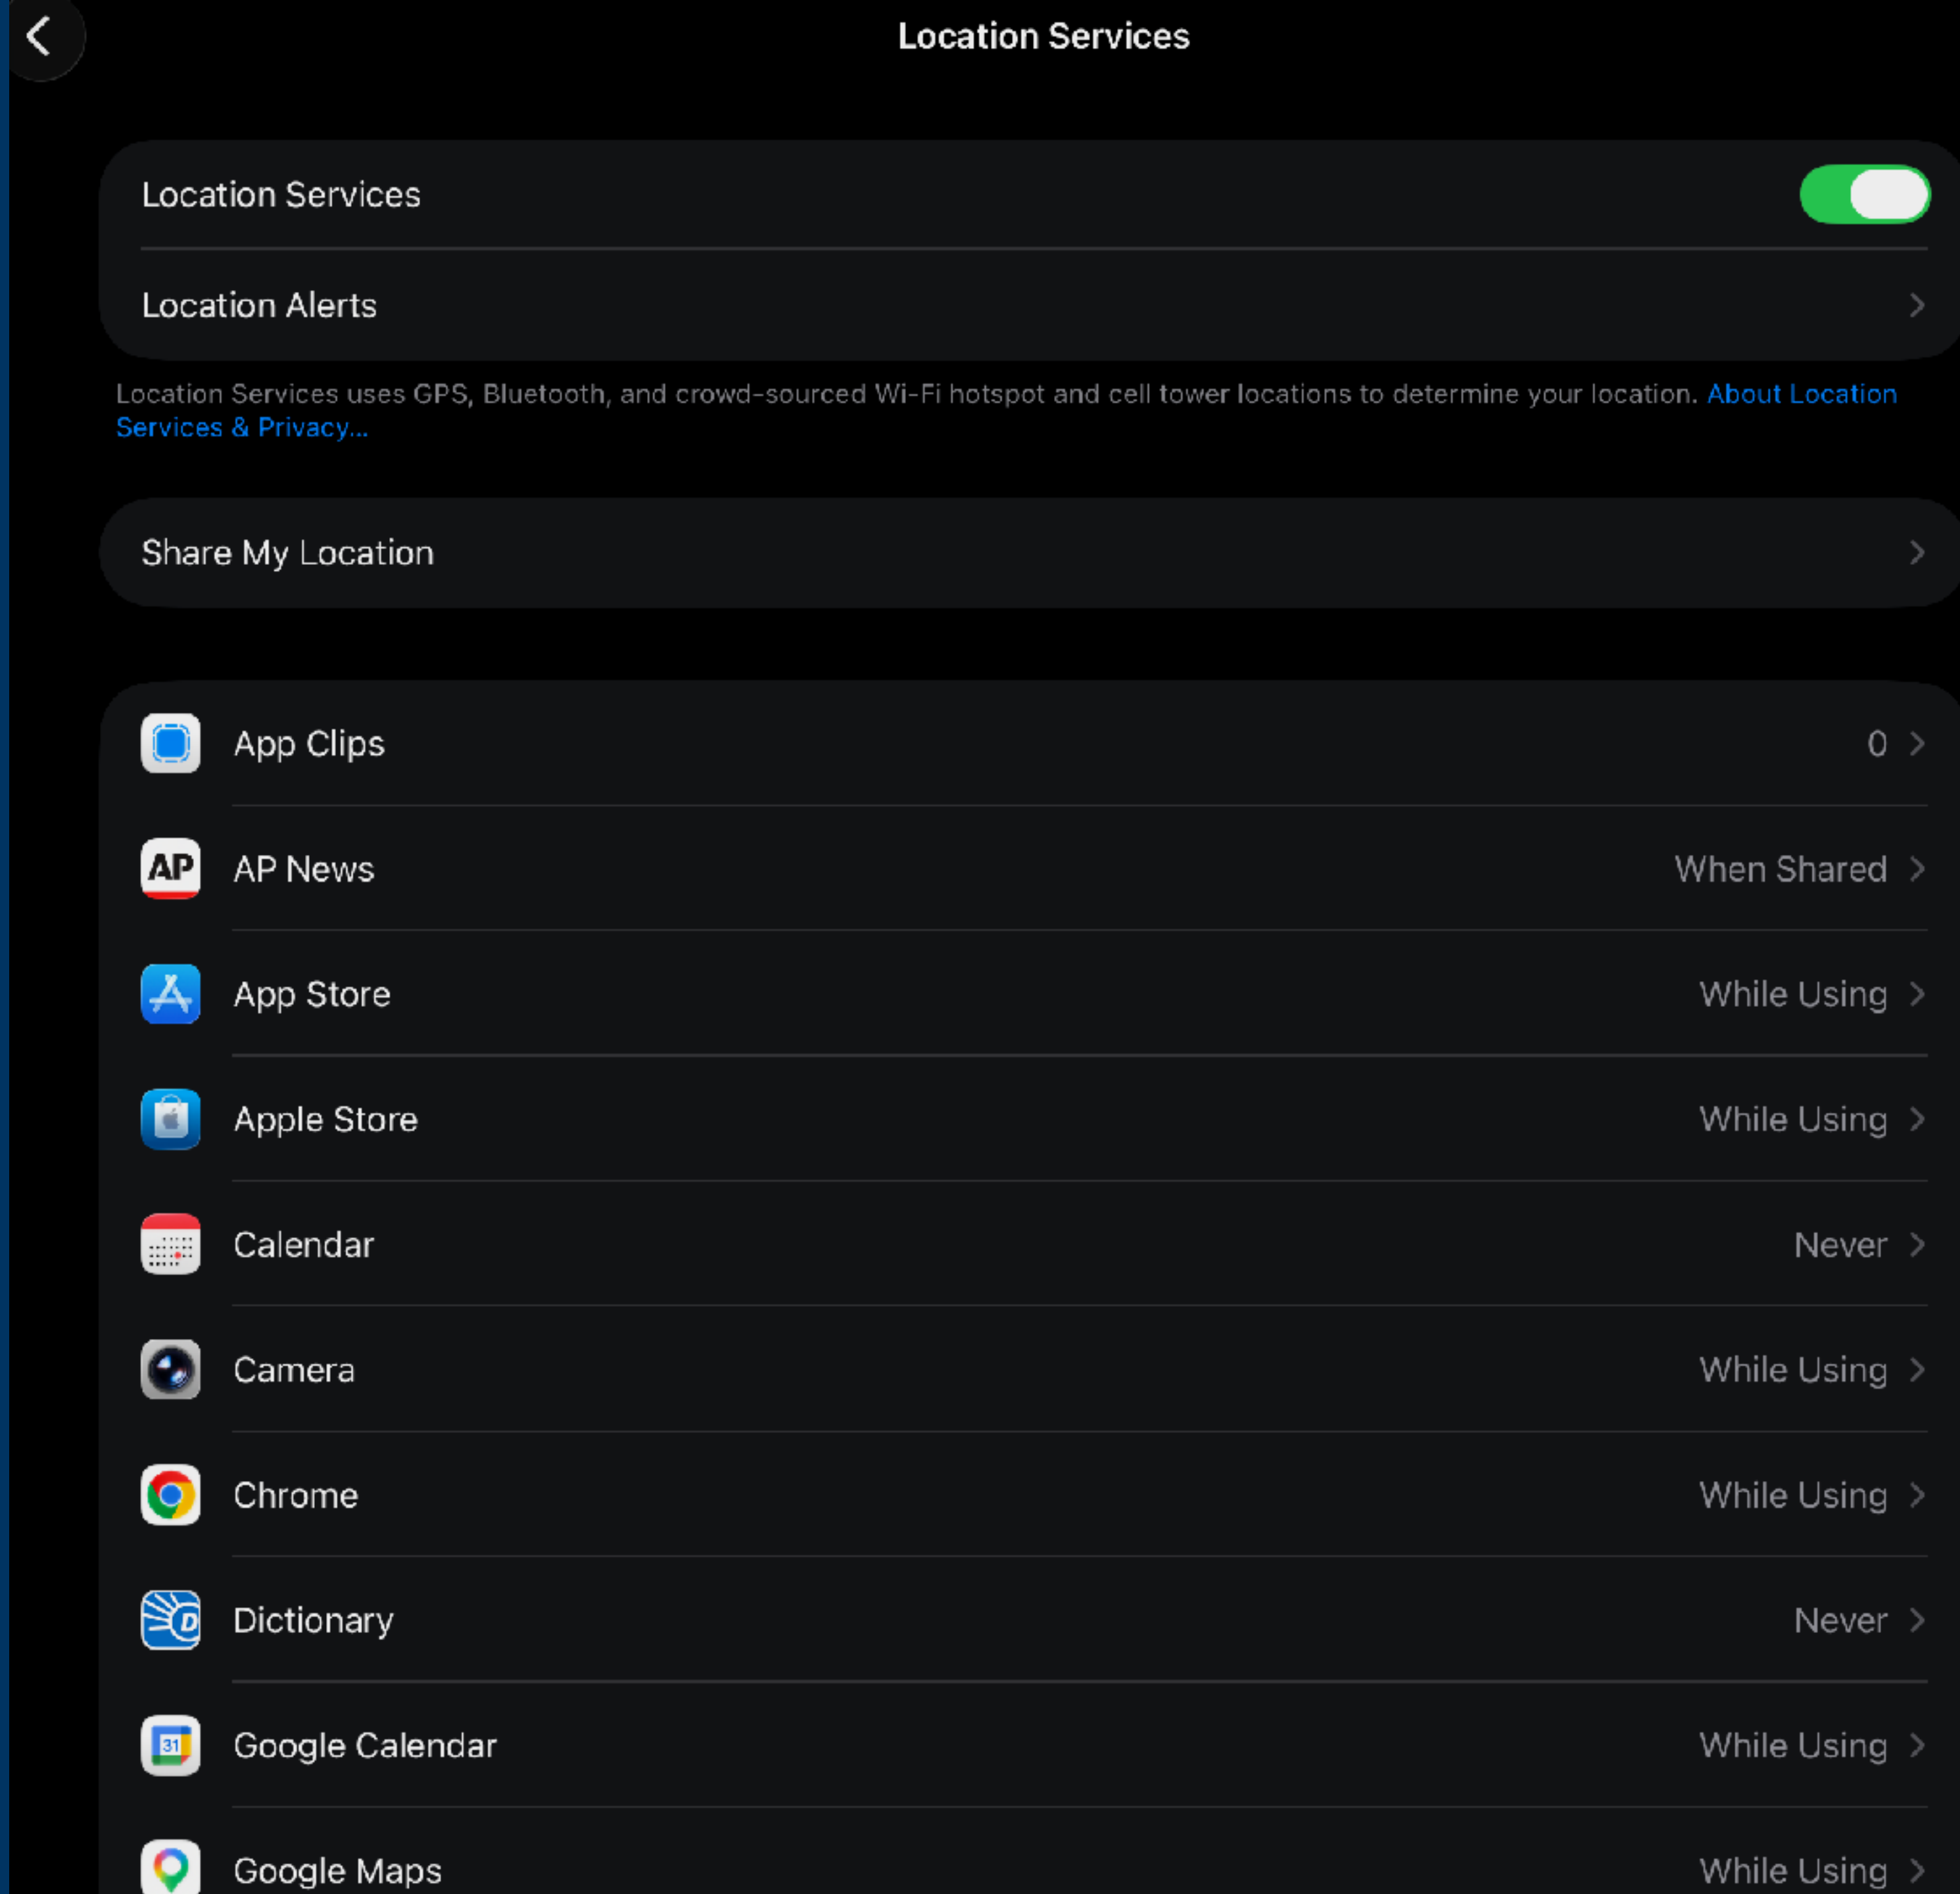 Location Services
Location Services
Location Alerts
Location Services uses GPS, Bluetooth, and crowd-sourced Wi-Fi hotspot and cell tower locations to determine your location. About Location
Services & Privacy...
Share My Location
App Clips 0
AP AP News When Shared
App Store While Using
Apple Store While Using
Calendar Never
Camera While Using
Chrome While Using
D Dictionary Never
31 Google Calendar While Using
Google Maps While Using